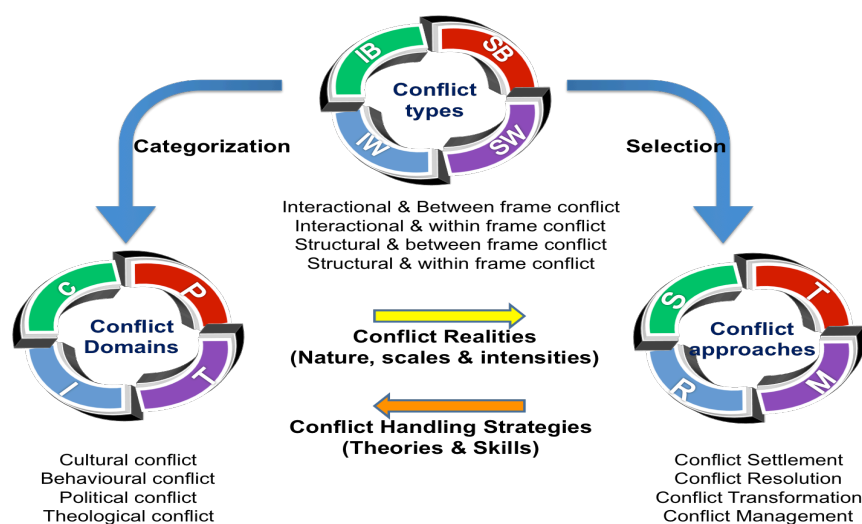 IB
SB
Conflict
types
IW
SW
Categorization
Selection
Interactional & Between frame conflict
Interactional & within frame conflict
Structural & between frame conflict
Structural & within frame conflict
C
P
Conflict
Domains
I
T
Conflict Realities
(Nature, scales & intensities)
Conflict Handling Strategies
(Theories & Skills)
S
T
Conflict
approaches
R
M
Cultural conflict
Behavioural conflict
Political conflict
Theological conflict
Conflict Settlement
Conflict Resolution
Conflict Transformation
Conflict Management